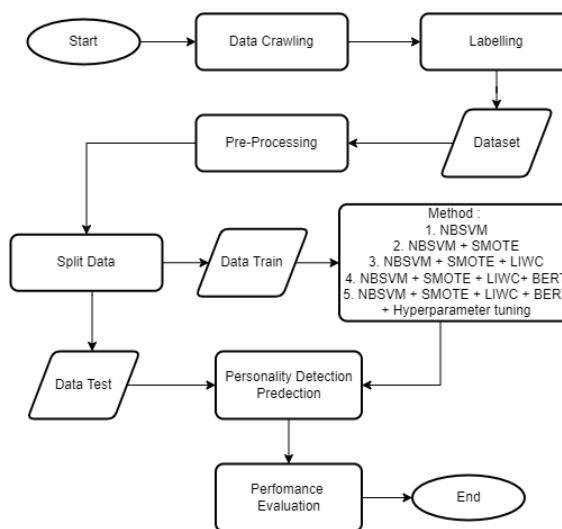 Start
Data Crawling
Labelling
Pre-Processing
Dataset
Method :
1. NBSVM
2. NBSVM + SMOTE
3. NBSVM + SMOTE + LIWC
4. NBSVM + SMOTE + LIWC+ BERT
5. NBSVM + SMOTE + LIWC + BERT
+ Hyperparameter tuning
Split Data
Data Train
Data Test
Personality Detection
Predection
Perfomance
Evaluation
End